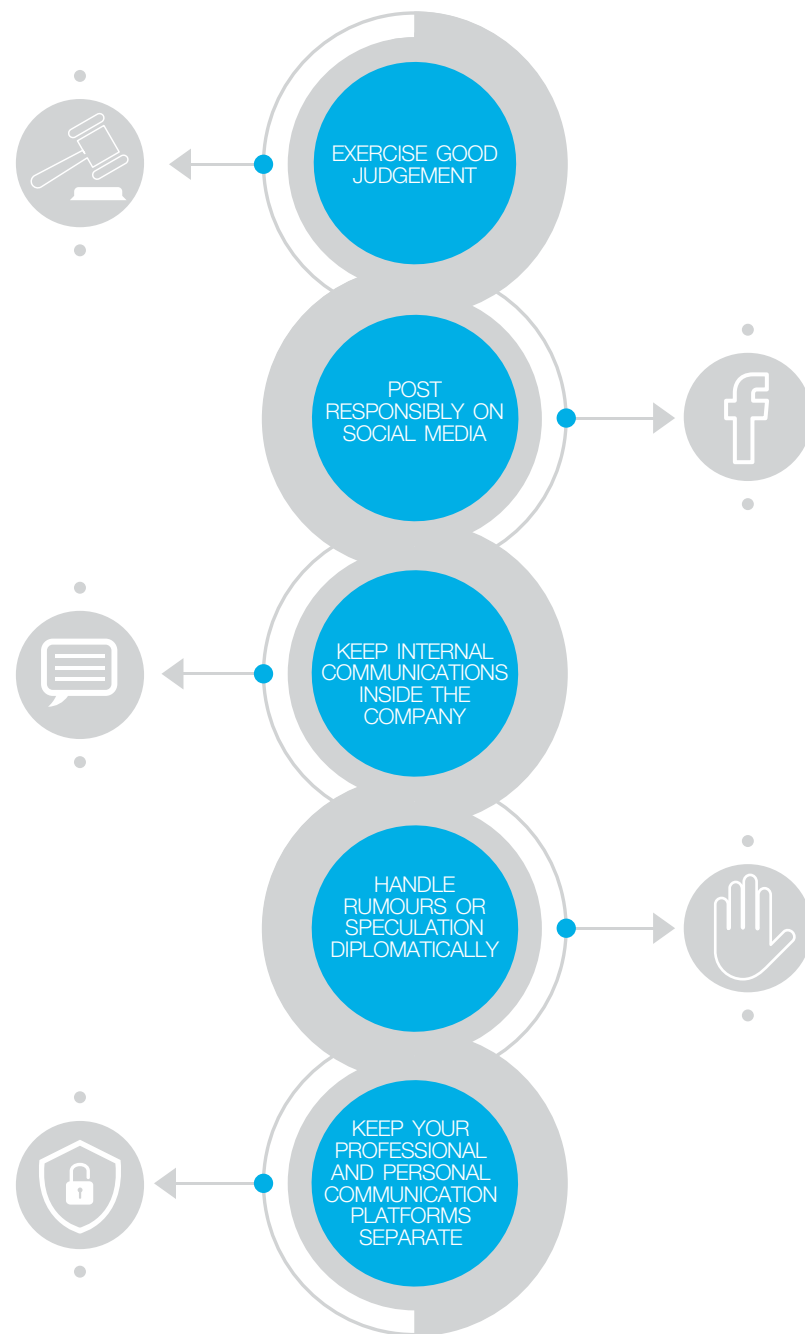 EXERCISE GOOD
JUDGEMENT
POST
RESPONSIBLY ON
SOCIAL MEDIA
KEEP INTERNAL
COMMUNICATIONS
INSIDE THE
COMPANY
HANDLE
RUMOURS OR
SPECULATION
DIPLOMATICALLY
KEEP YOUR
PROFESSIONAL
AND PERSONAL
COMMUNICATION
PLATFORMS
SEPARATE